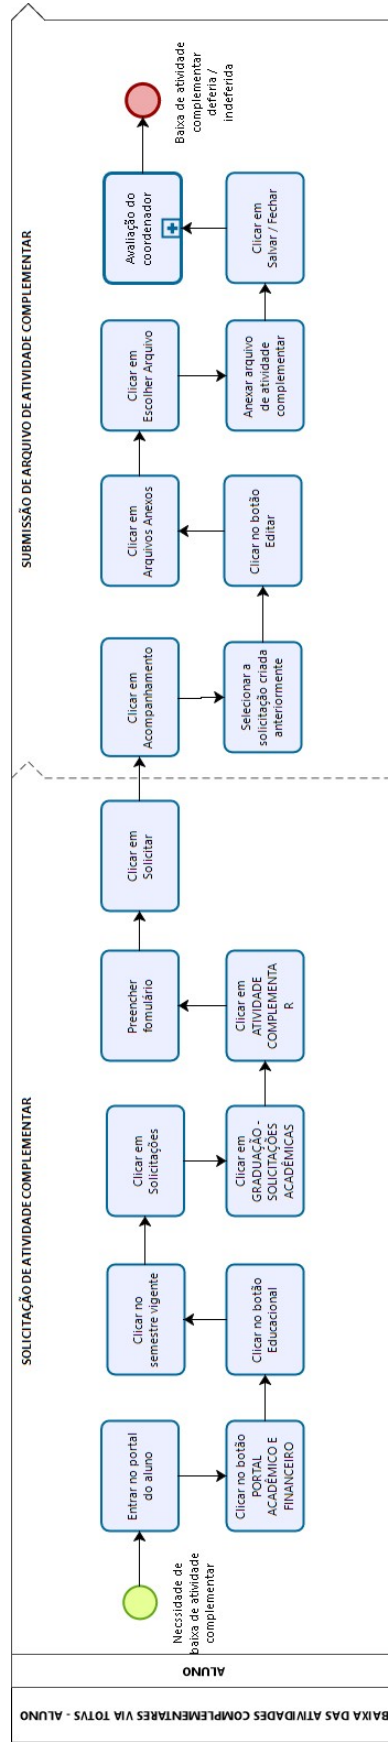 BAIXA DAS ATIVIDADES COMPLEMENTARES VIA TOTVS - ALUNO
ALUNO
SOLICITAÇÃO DE ATIVIDADE COMPLEMENTAR
Necssidade de
baixa de atividade
complementar
Entrar no portal
do aluno
Clicar no botão
PORTAL
ACADÊMICO E
FINANCEIRO
Clicar no botão
Educacional
Clicar no
semestre vigente
Clicar em
Solicitações
Clicar em
GRADUAÇÃO -
SOLICITAÇÕES
ACADÊMICAS
Clicar em
ATIVIDADE
COMPLEMENTA
R
Preencher
fomulário
Clicar em
Solicitar
SUBMISSÃO DE ARQUIVO DE ATIVIDADE COMPLEMENTAR
Clicar em
Acompanhamento
Selecionar a
solicitação criada
anteriormente
Clicar no botão
Editar
Clicar em
Arquivos Anexos
Clicar em
Escolher Arquivo
Anexar arquivo
de atividade
complementar
Clicar em
Salvar / Fechar
Avaliação do
coordenador
Baixa de atividade
complementar
deferia /
indeferida